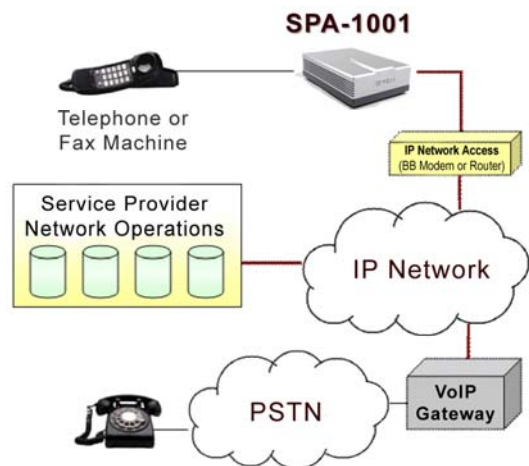 SPA-1001
Telephone or
Fax Machine
IP Network Access
(BB Modem or Router)
Service Provider
Network Operations
IP Network
VoIP
Gateway
PSTN